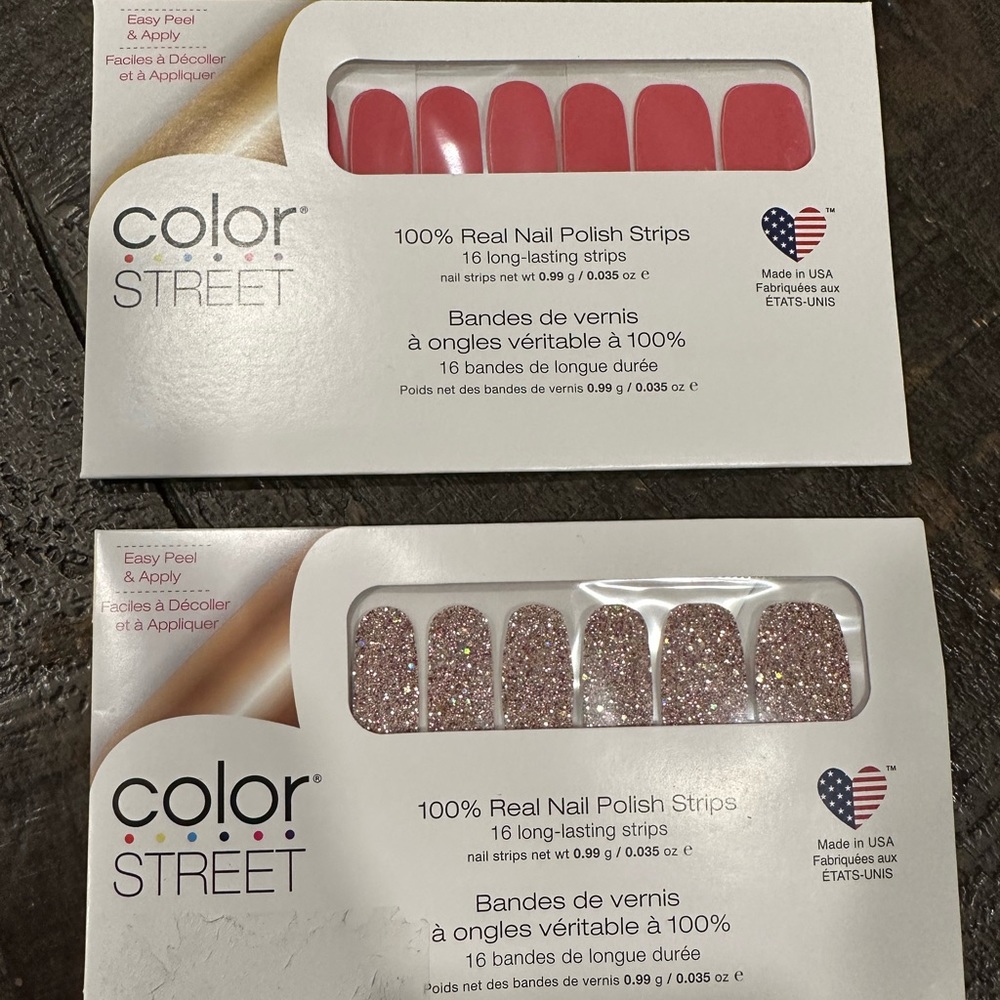 Easy Peel
& Apply
Faciles à Décoller
et à Appliquer
color®
STREET
100% Real Nail Polish Strips
16 long-lasting strips
nail strips net wt 0.99 g / 0.035 oz e
Bandes de vernis
à ongles véritable à 100%
16 bandes de longue durée
Poids net des bandes de vernis 0.99 g / 0.035 oz e
TM
Made in USA
Fabriquées aux
ÉTATS-UNIS
Easy Peel
& Apply
Faciles à Décoller
et à Appliquer
color®
STREET
100% Real Nail Polish Strips
16 long-lasting strips
nail strips net wt 0.99 g / 0.035 oz e
Bandes de vernis
à ongles véritable à 100%
16 bandes de longue durée
Poids net des bandes de vernis 0.99 g / 0.035 oz e
TM
Made in USA
Fabriquées aux
ÉTATS-UNIS